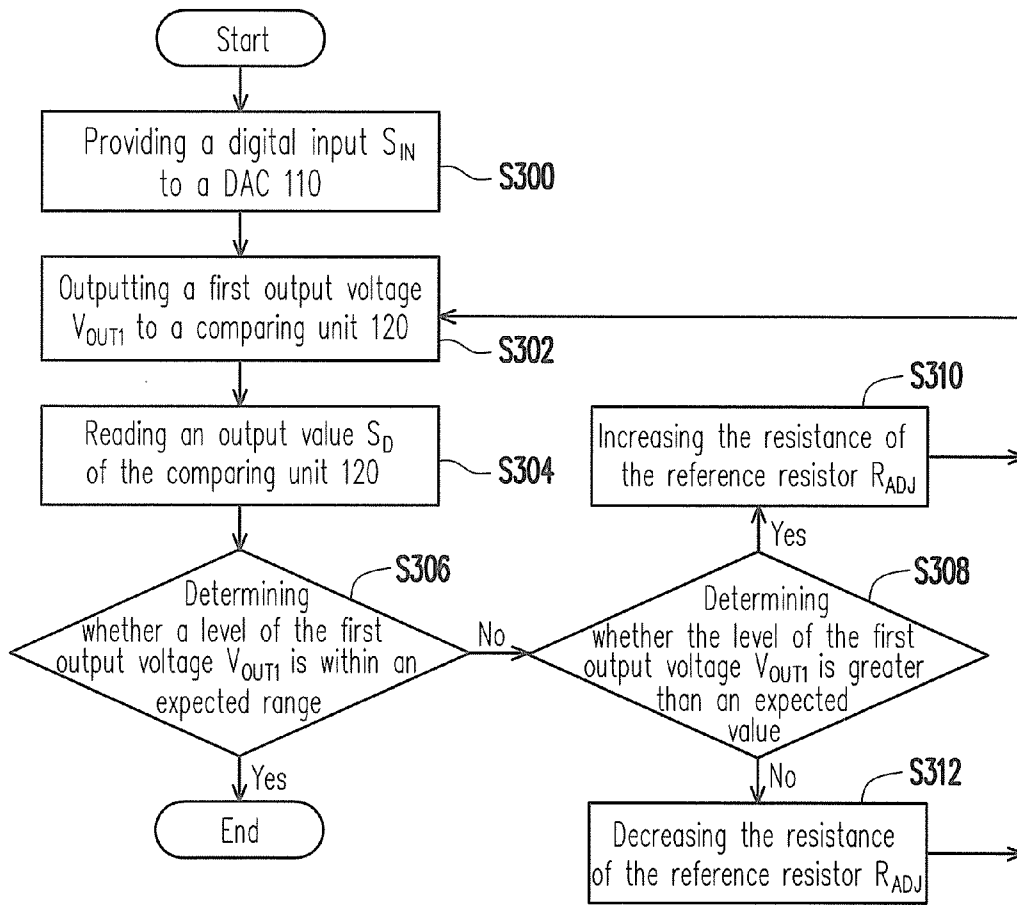 Start
Providing a digital input S_IN
to a DAC 110
S300
Outputting a first output voltage
V_OUT1 to a comparing unit 120
S302
Reading an output value S_D
of the comparing unit 120
S304
Determining
whether a level of the first
output voltage V_OUT1 is within an
expected range
S306
No
Yes
End
Determining
whether the level of the first
output voltage V_OUT1 is greater
than an expected
value
S308
Yes
Increasing the resistance of
the reference resistor R_ADJ
S310
No
Decreasing the resistance
of the reference resistor R_ADJ
S312